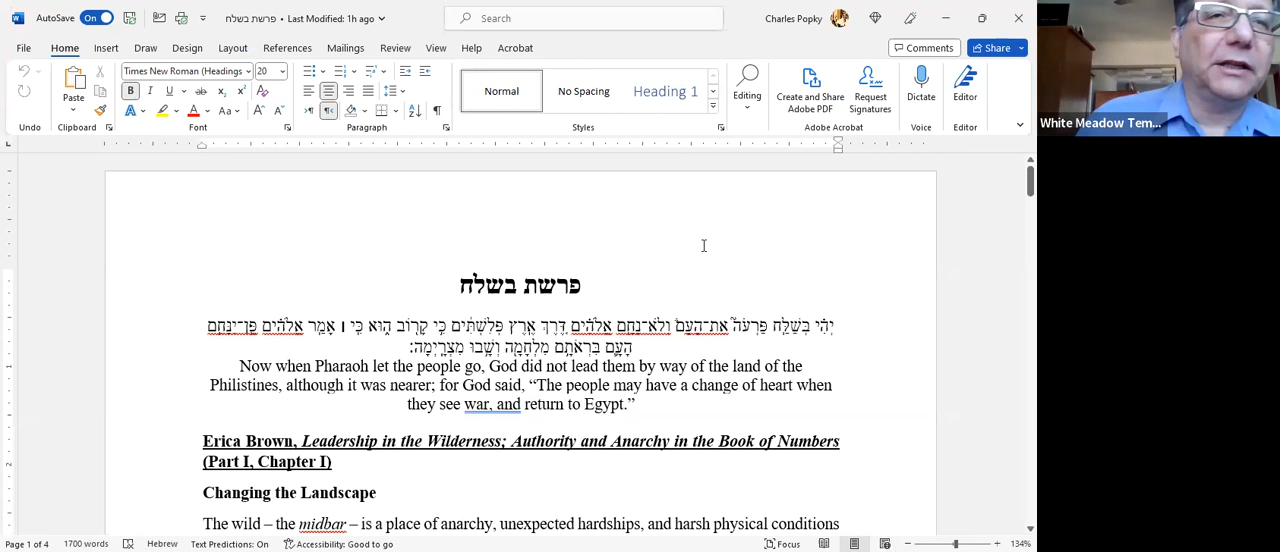 AutoSave
On
פרשת בשלח • Last Modified: 1h ago
Search
Charles Popky
File Home Insert Draw Design Layout References Mailings Review View Help Acrobat
Comments
Share
Paste
Times New Roman (Headings
20
Normal
No Spacing
Heading 1
Editing
Create and Share Adobe PDF
Request Signatures
Dictate
Editor
Undo
Clipboard
Font
Paragraph
Styles
Adobe Acrobat
Voice
Editor
White Meadow Tem...
פרשת בשלח
וַיְהִ֗י בְּשַׁלַּ֣ח פַּרְעֹה֮ אֶת־הָעָם֒ וְלֹא־נָחָ֣ם אֱלֹהִ֗ים דֶּ֚רֶךְ אֶ֣רֶץ פְּלִשְׁתִּ֔ים כִּ֥י קָר֖וֹב ה֑וּא כִּ֣י ׀ אָמַ֣ר אֱלֹהִ֗ים פֶּֽן־יִנָּחֵ֥ם
הָעָ֛ם בִּרְאֹתָ֥ם מִלְחָמָ֖ה וְשָׁ֥בוּ מִצְרָֽיְמָה׃
Now when Pharaoh let the people go, God did not lead them by way of the land of the
Philistines, although it was nearer; for God said, “The people may have a change of heart when
they see war, and return to Egypt.”
Erica Brown, Leadership in the Wilderness; Authority and Anarchy in the Book of Numbers
(Part I, Chapter I)
Changing the Landscape
The wild – the midbar – is a place of anarchy, unexpected hardships, and harsh physical conditions
Page 1 of 4 1700 words Hebrew Text Predictions: On Accessibility: Good to go Focus 134%